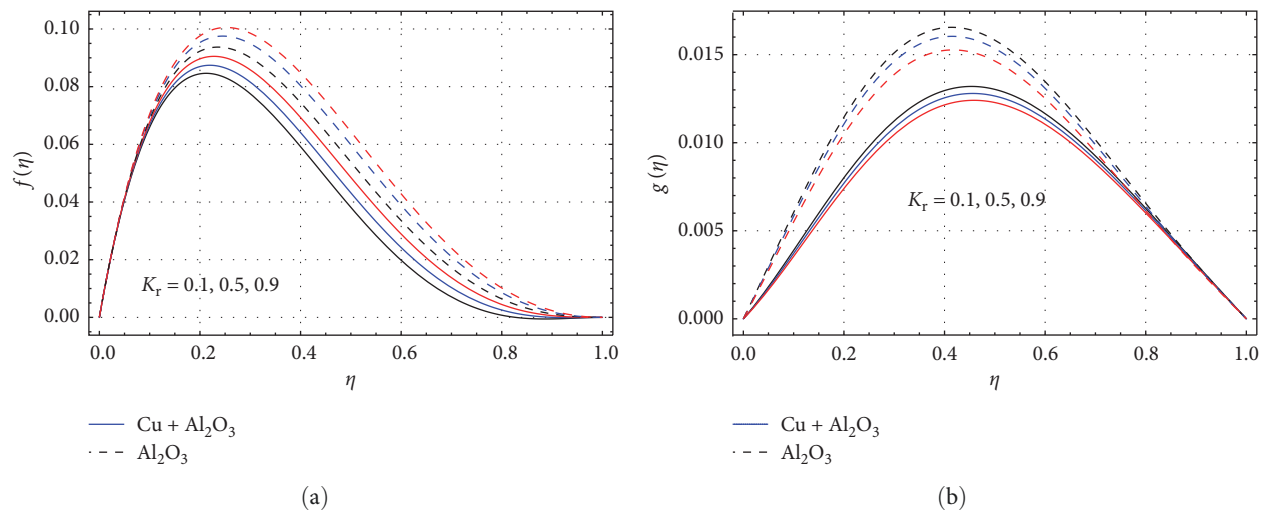 0.10
0.08
0.06
0.04
0.02
0.00
f(η)
K_r = 0.1, 0.5, 0.9
0.0 0.2 0.4 0.6 0.8 1.0
η
Cu + Al₂O₃
Al₂O₃
(a)
0.015
0.010
0.005
0.000
g(η)
K_r = 0.1, 0.5, 0.9
0.0 0.2 0.4 0.6 0.8 1.0
η
Cu + Al₂O₃
Al₂O₃
(b)